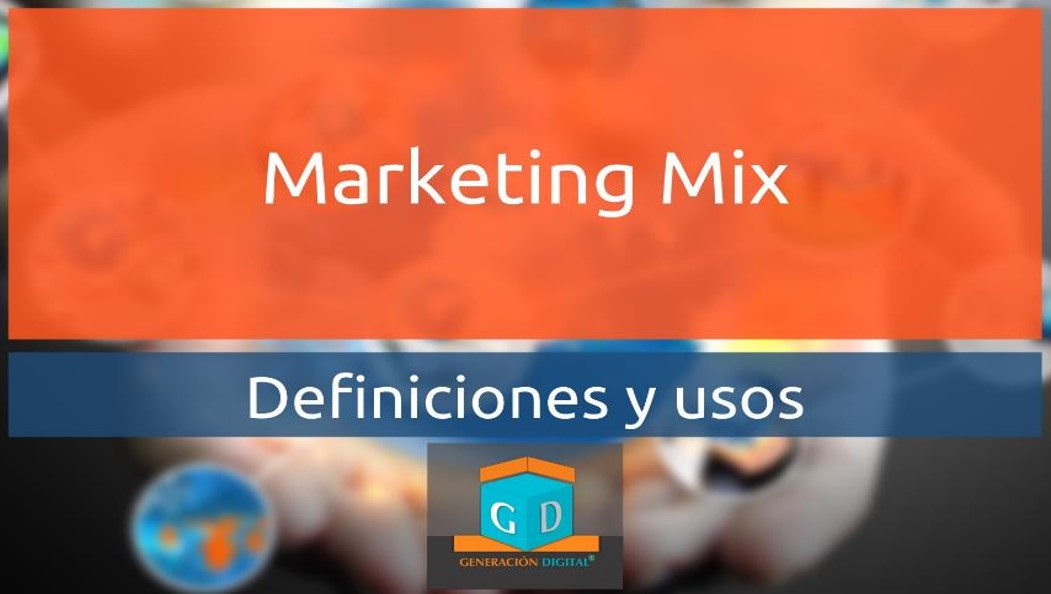 Marketing Mix
Definiciones y usos
G D
GENERACIÓN DIGITAL®